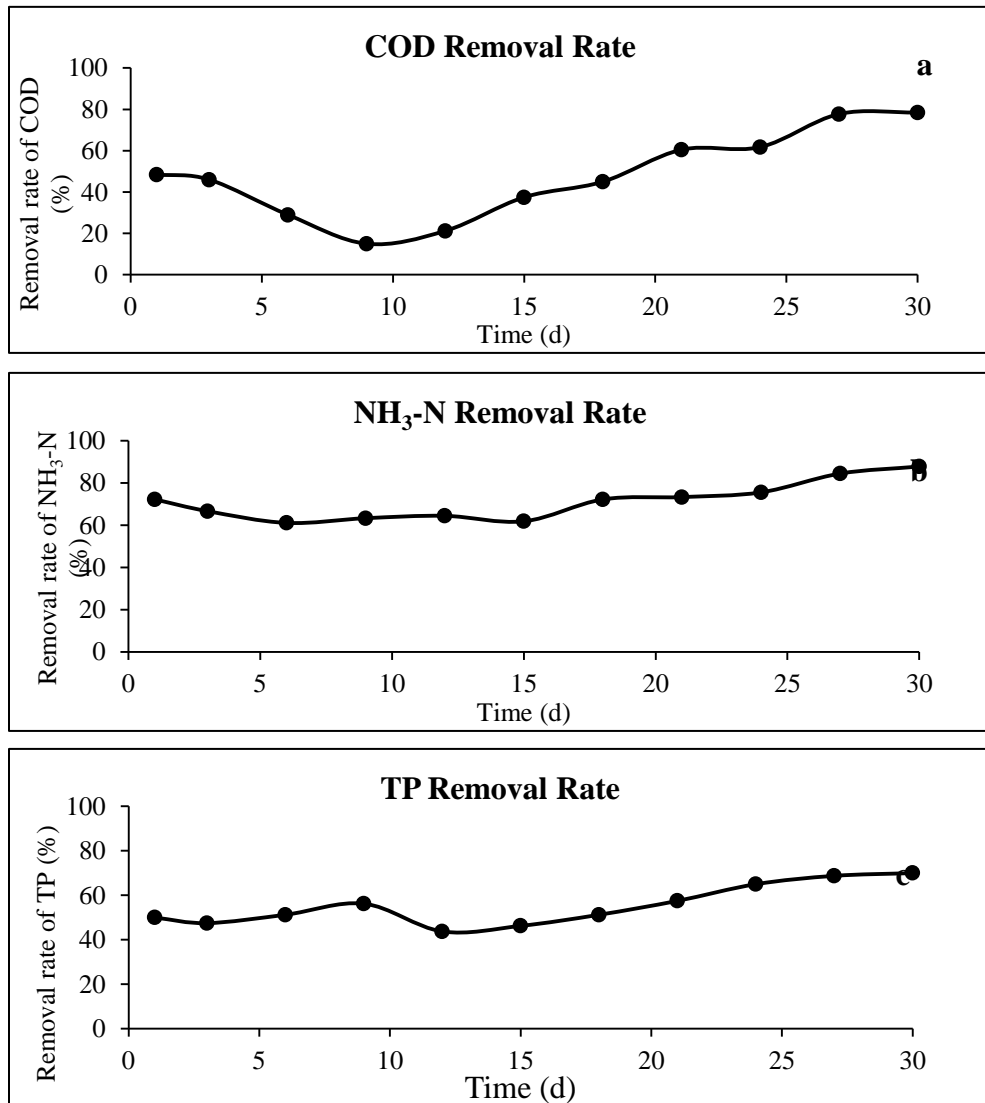 COD Removal Rate
a
Removal rate of COD
(%)
100
80
60
40
20
0
0 5 10 15 20 25 30
Time (d)
NH₃-N Removal Rate
b
Removal rate of NH₃-N
(%)
100
80
60
40
20
0
0 5 10 15 20 25 30
Time (d)
TP Removal Rate
c
Removal rate of TP (%)
100
80
60
40
20
0
0 5 10 15 20 25 30
Time (d)